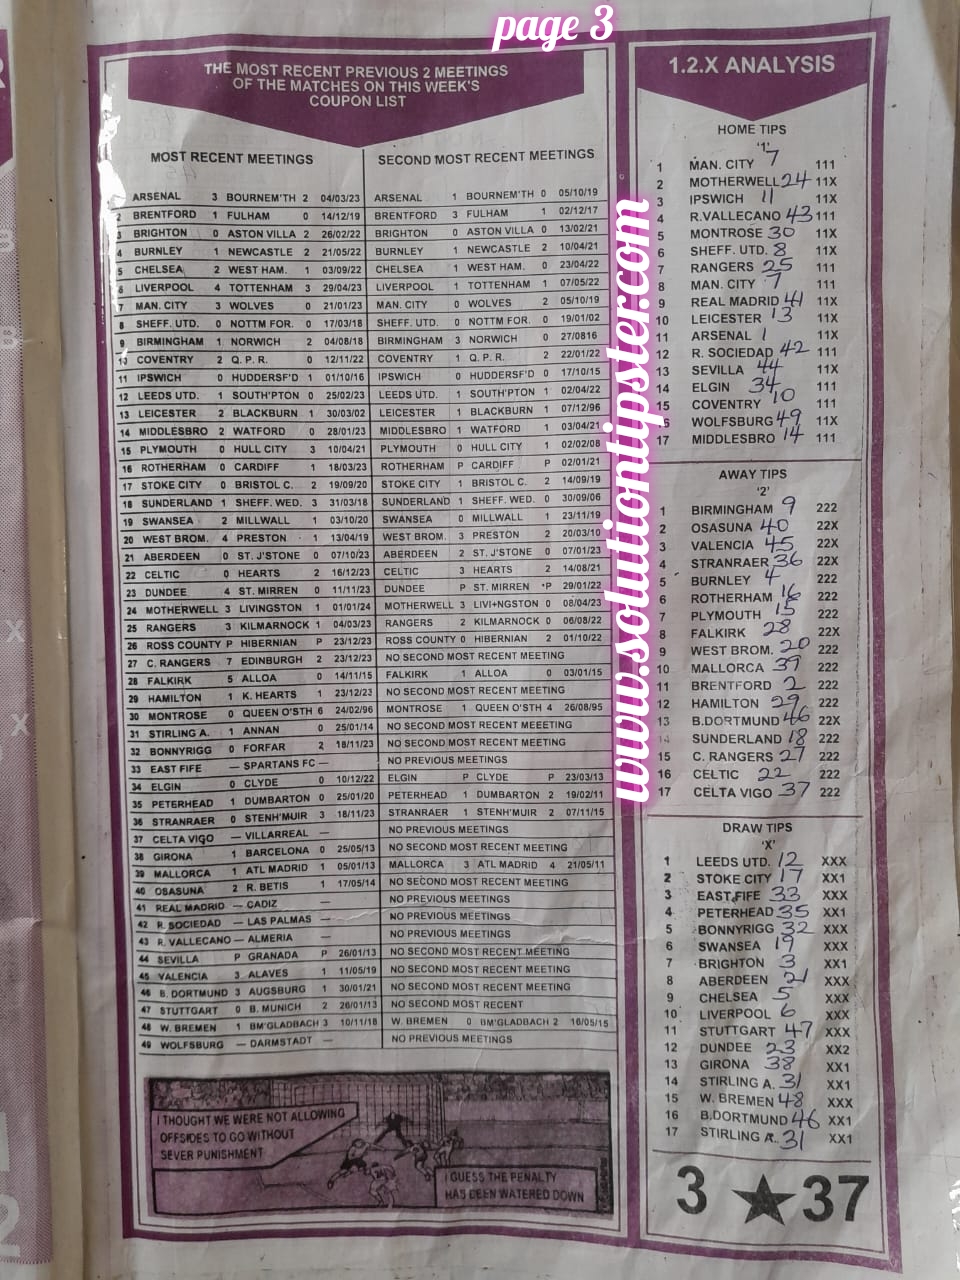 page 3
THE MOST RECENT PREVIOUS 2 MEETINGS
OF THE MATCHES ON THIS WEEK'S
COUPON LIST
MOST RECENT MEETINGS SECOND MOST RECENT MEETINGS
ARSENAL 3 BOURNEM'TH 2 04/03/23 ARSENAL 1 BOURNEM'TH 0 05/10/19
2 BRENTFORD 1 FULHAM 0 14/12/19 BRENTFORD 3 FULHAM 1 02/12/17
3 BRIGHTON 0 ASTON VILLA 2 26/02/22 BRIGHTON 0 ASTON VILLA 0 13/02/21
4 BURNLEY 1 NEWCASTLE 2 21/05/22 BURNLEY 1 NEWCASTLE 2 10/04/21
5 CHELSEA 2 WEST HAM. 1 03/09/22 CHELSEA 1 WEST HAM. 0 23/04/22
6 LIVERPOOL 4 TOTTENHAM 3 29/04/23 LIVERPOOL 1 TOTTENHAM 1 07/05/22
7 MAN. CITY 3 WOLVES 0 21/01/23 MAN. CITY 0 WOLVES 2 05/10/19
8 SHEFF. UTD. 0 NOTTM FOR. 0 17/03/18 SHEFF. UTD. 0 NOTTM FOR. 0 19/01/02
9 BIRMINGHAM 1 NORWICH 2 04/08/18 BIRMINGHAM 3 NORWICH 0 27/0816
10 COVENTRY 2 Q. P. R. 0 12/11/22 COVENTRY 1 Q. P. R. 2 22/01/22
11 IPSWICH 0 HUDDERSF'D 1 01/10/16 IPSWICH 0 HUDDERSF'D 0 17/10/15
12 LEEDS UTD. 1 SOUTH'PTON 0 25/02/23 LEEDS UTD. 1 SOUTH'PTON 1 02/04/22
13 LEICESTER 2 BLACKBURN 1 30/03/02 LEICESTER 1 BLACKBURN 1 07/12/96
14 MIDDLESBRO 2 WATFORD 0 28/01/23 MIDDLESBRO 1 WATFORD 1 03/04/21
15 PLYMOUTH 0 HULL CITY 3 10/04/21 PLYMOUTH 0 HULL CITY 1 02/02/08
16 ROTHERHAM 0 CARDIFF 1 18/03/23 ROTHERHAM P CARDIFF P 02/01/21
17 STOKE CITY 0 BRISTOL C. 2 19/09/20 STOKE CITY 1 BRISTOL C. 2 14/09/19
18 SUNDERLAND 1 SHEFF. WED. 3 31/03/18 SUNDERLAND 1 SHEFF. WED. 0 30/09/06
19 SWANSEA 2 MILLWALL 1 03/10/20 SWANSEA 0 MILLWALL 1 23/11/19
20 WEST BROM. 4 PRESTON 1 13/04/19 WEST BROM. 3 PRESTON 2 20/03/10
21 ABERDEEN 0 ST. J'STONE 0 07/10/23 ABERDEEN 2 ST. J'STONE 0 07/01/23
22 CELTIC 0 HEARTS 2 16/12/23 CELTIC 3 HEARTS 2 14/08/21
23 DUNDEE 4 ST. MIRREN 0 11/11/23 DUNDEE P ST. MIRREN P 29/01/22
24 MOTHERWELL 3 LIVINGSTON 1 01/01/24 MOTHERWELL 3 LIVI+NGSTON 0 08/04/23
25 RANGERS 3 KILMARNOCK 1 04/03/23 RANGERS 2 KILMARNOCK 0 06/08/22
26 ROSS COUNTY P HIBERNIAN P 23/12/23 ROSS COUNTY 0 HIBERNIAN 2 01/10/22
27 C. RANGERS 7 EDINBURGH 2 23/12/23 NO SECOND MOST RECENT MEETING
28 FALKIRK 5 ALLOA 0 14/11/15 FALKIRK 1 ALLOA 0 03/01/15
29 HAMILTON 1 K. HEARTS 1 23/12/23 NO SECOND MOST RECENT MEETING
30 MONTROSE 0 QUEEN O'STH 6 24/02/96 MONTROSE 1 QUEEN O'STH 4 26/08/95
31 STIRLING A. 1 ANNAN 0 25/01/14 NO SECOND MOST RECENT MEEETING
32 BONNYRIGG 0 FORFAR 2 18/11/23 NO SECOND MOST RECENT MEETING
33 EAST FIFE — SPARTANS FC — NO PREVIOUS MEETINGS
34 ELGIN 0 CLYDE 0 10/12/22 ELGIN P CLYDE P 23/03/13
35 PETERHEAD 1 DUMBARTON 0 25/01/20 PETERHEAD 1 DUMBARTON 2 19/02/11
36 STRANRAER 0 STENH'MUIR 3 18/11/23 STRANRAER 1 STENH'MUIR 2 07/11/15
37 CELTA VIGO — VILLARREAL — NO PREVIOUS MEETINGS
38 GIRONA 1 BARCELONA 0 25/05/13 NO SECOND MOST RECENT MEETING
39 MALLORCA 1 ATL MADRID 1 05/01/13 MALLORCA 3 ATL MADRID 4 21/05/11
40 OSASUNA 2 R. BETIS 1 17/05/14 NO SECOND MOST RECENT MEETING
41 REAL MADRID — CADIZ — NO PREVIOUS MEETINGS
42 R. SOCIEDAD — LAS PALMAS — NO PREVIOUS MEETINGS
43 R. VALLECANO — ALMERIA — NO PREVIOUS MEETINGS
44 SEVILLA P GRANADA P 26/01/13 NO SECOND MOST RECENT MEETING
45 VALENCIA 3 ALAVES 1 11/05/19 NO SECOND MOST RECENT MEETING
46 B. DORTMUND 3 AUGSBURG 1 30/01/21 NO SECOND MOST RECENT MEETING
47 STUTTGART 0 B. MUNICH 2 26/01/13 NO SECOND MOST RECENT
48 W. BREMEN 1 BM'GLADBACH 3 10/11/18 W. BREMEN 0 BM'GLADBACH 2 16/05/15
49 WOLFSBURG — DARMSTADT — NO PREVIOUS MEETINGS
I THOUGHT WE WERE NOT ALLOWING
OFFSIDES TO GO WITHOUT
SEVER PUNISHMENT
I GUESS THE PENALTY
HAS BEEN WATERED DOWN
www.solutiontipster.com
1.2.X ANALYSIS
HOME TIPS
'1'
1 MAN. CITY 7 111
2 MOTHERWELL 24 11X
3 IPSWICH 11 11X
4 R.VALLECANO 43 111
5 MONTROSE 30 11X
6 SHEFF. UTD. 8 11X
7 RANGERS 25 111
8 MAN. CITY 7 111
9 REAL MADRID 41 11X
10 LEICESTER 13 11X
11 ARSENAL 1 11X
12 R. SOCIEDAD 42 111
13 SEVILLA 44 11X
14 ELGIN 34 111
15 COVENTRY 10 111
16 WOLFSBURG 49 11X
17 MIDDLESBRO 14 111
AWAY TIPS
'2'
1 BIRMINGHAM 9 222
2 OSASUNA 40 22X
3 VALENCIA 45 22X
4 STRANRAER 36 22X
5 BURNLEY 4 222
6 ROTHERHAM 16 222
7 PLYMOUTH 15 222
8 FALKIRK 28 22X
9 WEST BROM. 20 222
10 MALLORCA 39 222
11 BRENTFORD 2 222
12 HAMILTON 29 222
13 B.DORTMUND 46 22X
14 SUNDERLAND 18 222
15 C. RANGERS 27 222
16 CELTIC 22 222
17 CELTA VIGO 37 222
DRAW TIPS
'X'
1 LEEDS UTD. 12 XXX
2 STOKE CITY 17 XX1
3 EAST FIFE 33 XXX
4 PETERHEAD 35 XX1
5 BONNYRIGG 32 XXX
6 SWANSEA 19 XXX
7 BRIGHTON 3 XX1
8 ABERDEEN 21 XXX
9 CHELSEA 5 XXX
10 LIVERPOOL 6 XXX
11 STUTTGART 47 XXX
12 DUNDEE 23 XX2
13 GIRONA 38 XX1
14 STIRLING A. 31 XX1
15 W. BREMEN 48 XXX
16 B.DORTMUND 46 XX1
17 STIRLING A. 31 XX1
3 ★ 37